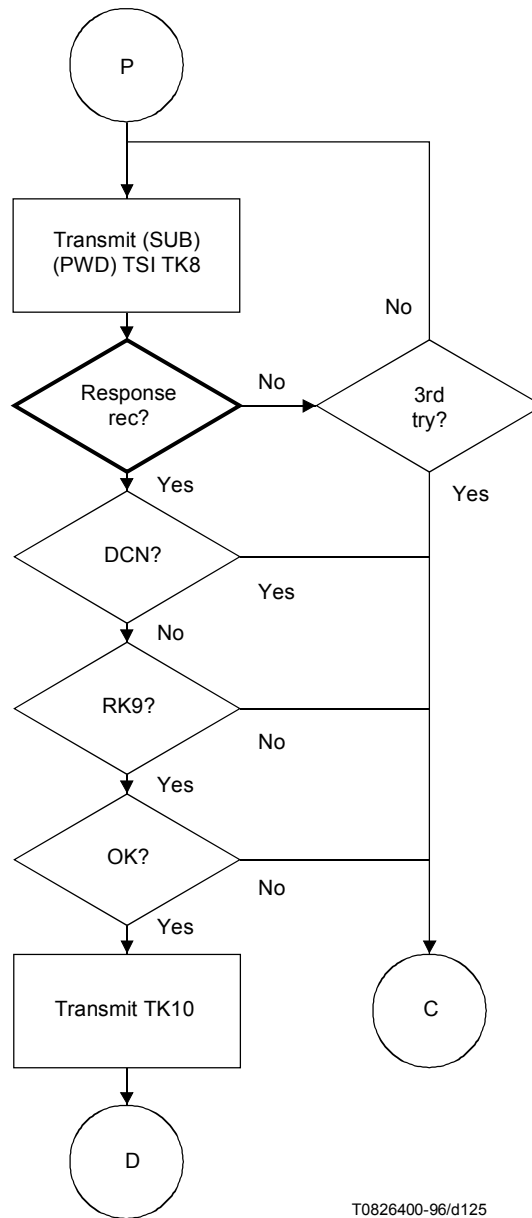 P
Transmit (SUB)
(PWD) TSI TK8
No
Response
rec?
No
3rd
try?
Yes
Yes
DCN?
Yes
No
RK9?
No
Yes
OK?
No
Yes
Transmit TK10
C
D
T0826400-96/d125